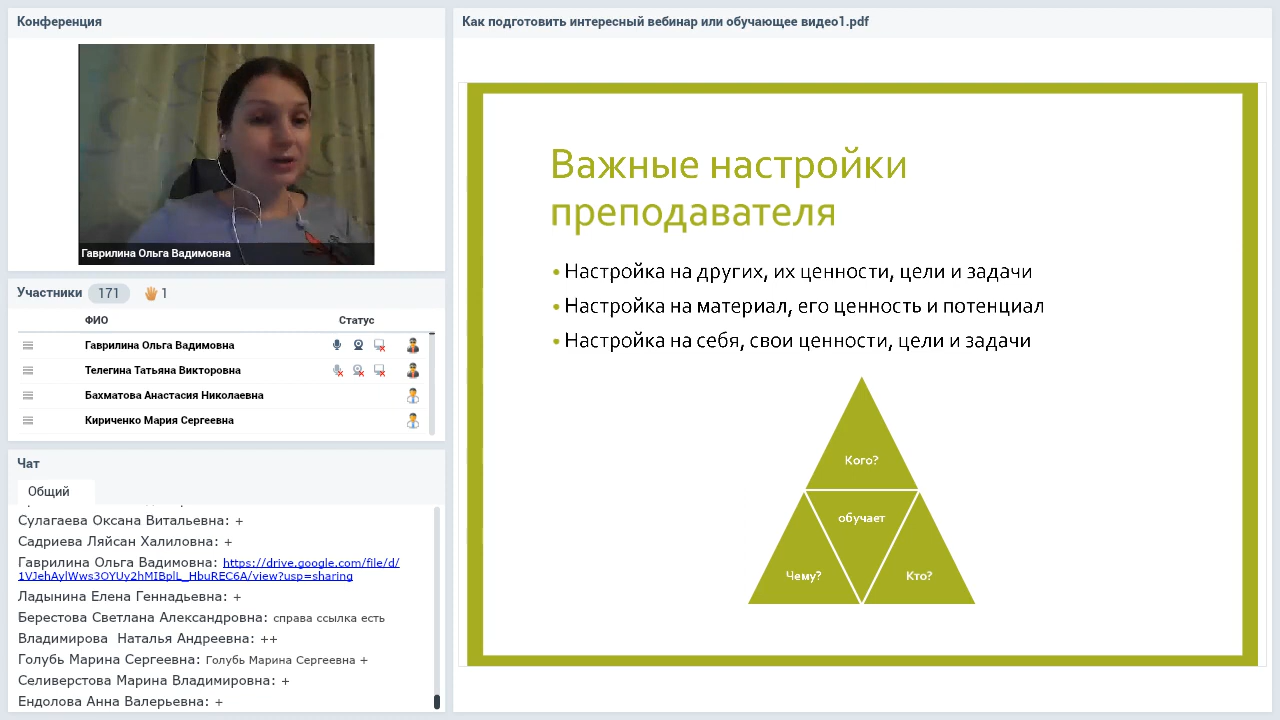 Конференция
Гаврилина Ольга Вадимовна
Участники 171 1
ФИО Статус
Гаврилина Ольга Вадимовна
Телегина Татьяна Викторовна
Бахматова Анастасия Николаевна
Кириченко Мария Сергеевна
Чат
Общий
Сулагаева Оксана Витальевна: +
Садриева Ляйсан Халиловна: +
Гаврилина Ольга Вадимовна: https://drive.google.com/file/d/
Ладынина Елена Геннадьевна: +
Берестова Светлана Александровна: справа ссылка есть
Владимирова Наталья Андреевна: ++
Голубь Марина Сергеевна: Голубь Марина Сергеевна +
Селиверстова Марина Владимировна: +
Ендолова Анна Валерьевна: +
Как подготовить интересный вебинар или обучающее видео1.pdf
Важные настройки
преподавателя
• Настройка на других, их ценности, цели и задачи
• Настройка на материал, его ценность и потенциал
• Настройка на себя, свои ценности, цели и задачи
Кого?
обучает
Чему? Кто?